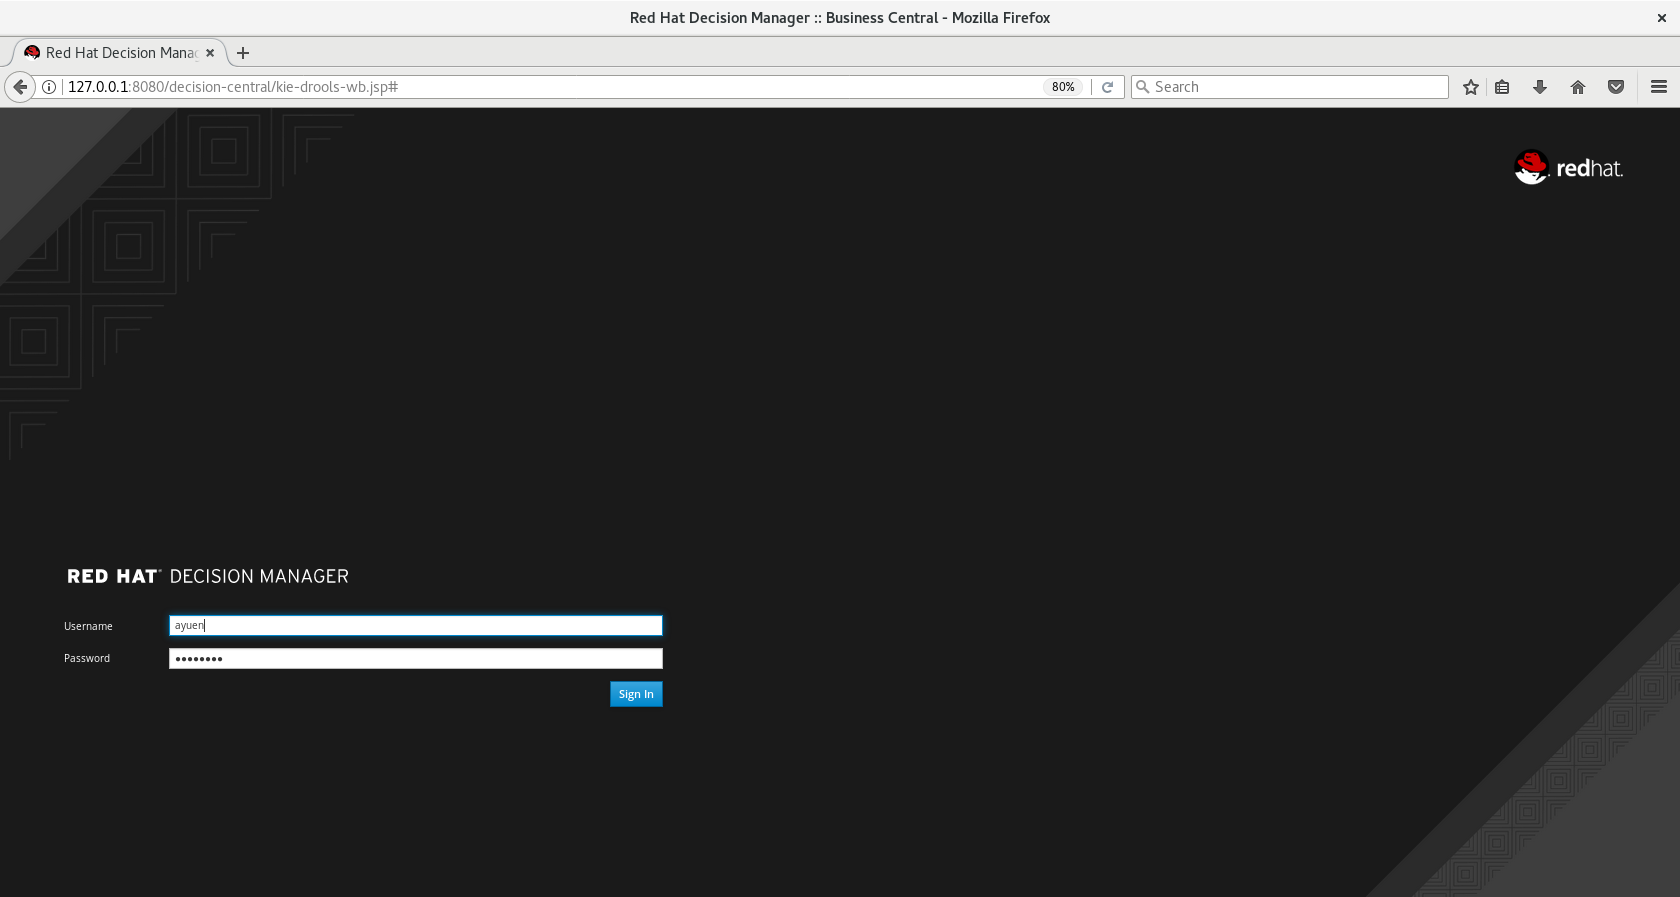 Red Hat Decision Manager :: Business Central - Mozilla Firefox
Red Hat Decision Manag
127.0.0.1:8080/decision-central/kie-drools-wb.jsp#
80%
Search
redhat.
RED HAT DECISION MANAGER
Username
ayuen
Password
••••••••
Sign In